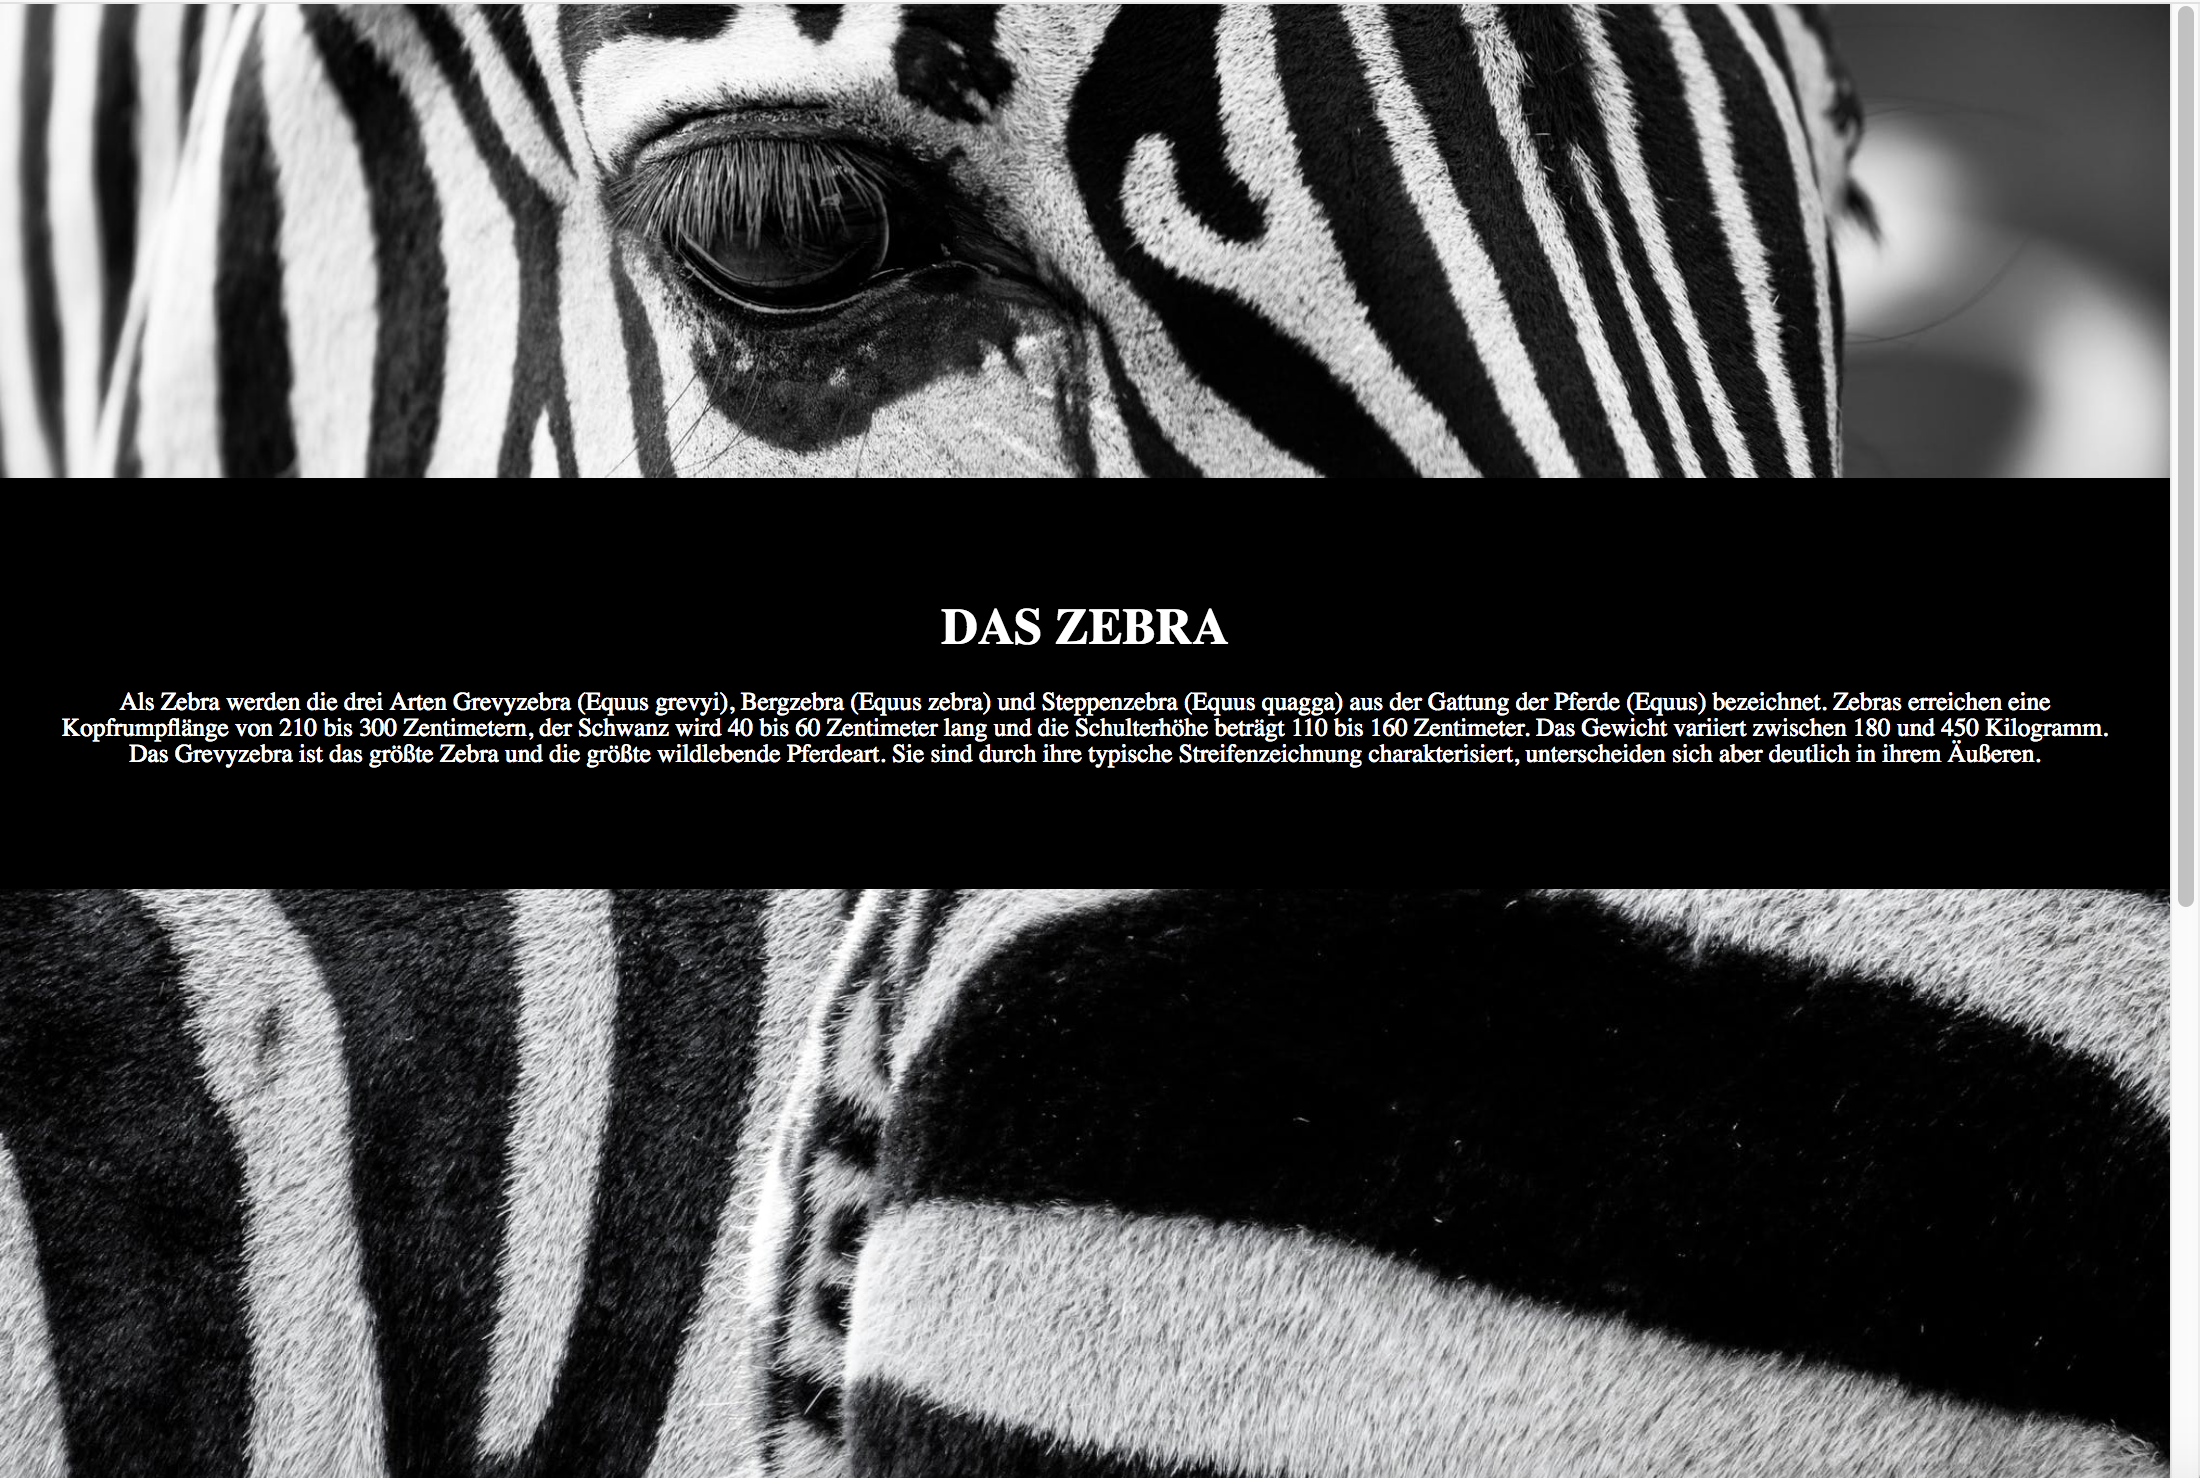 DAS ZEBRA
Als Zebra werden die drei Arten Grevyzebra (Equus grevyi), Bergzebra (Equus zebra) und Steppenzebra (Equus quagga) aus der Gattung der Pferde (Equus) bezeichnet. Zebras erreichen eine
Kopfrumpflänge von 210 bis 300 Zentimetern, der Schwanz wird 40 bis 60 Zentimeter lang und die Schulterhöhe beträgt 110 bis 160 Zentimeter. Das Gewicht variiert zwischen 180 und 450 Kilogramm.
Das Grevyzebra ist das größte Zebra und die größte wildlebende Pferdeart. Sie sind durch ihre typische Streifenzeichnung charakterisiert, unterscheiden sich aber deutlich in ihrem Äußeren.